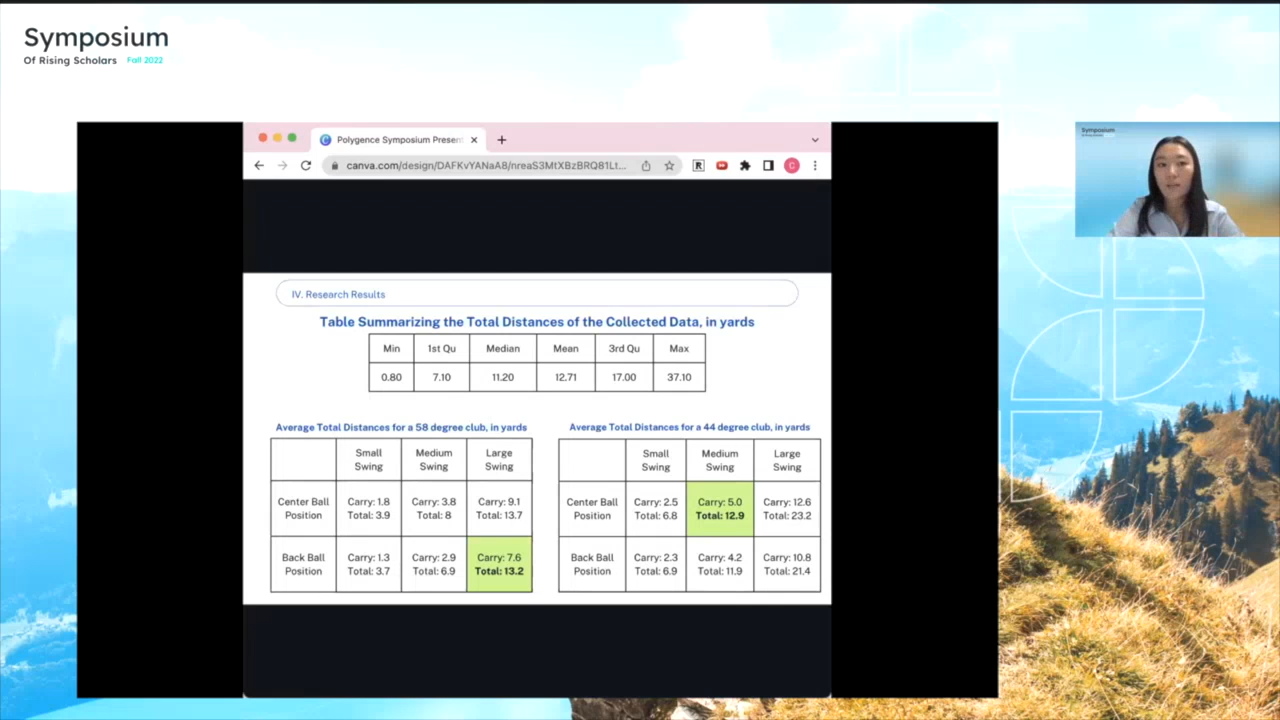 Symposium
Of Rising Scholars Fall 2022
Polygence Symposium Presen
canva.com/design/DAFKvYANaA8/nreaS3MtXBzBRQ81Lt...
R
C
Symposium
IV. Research Results
Table Summarizing the Total Distances of the Collected Data, in yards
Min 1st Qu Median Mean 3rd Qu Max
0.80 7.10 11.20 12.71 17.00 37.10
Average Total Distances for a 58 degree club, in yards
Small Swing Medium Swing Large Swing
Center Ball Position Carry: 1.8 Total: 3.9 Carry: 3.8 Total: 8 Carry: 9.1 Total: 13.7
Back Ball Position Carry: 1.3 Total: 3.7 Carry: 2.9 Total: 6.9 Carry: 7.6 Total: 13.2
Average Total Distances for a 44 degree club, in yards
Small Swing Medium Swing Large Swing
Center Ball Position Carry: 2.5 Total: 6.8 Carry: 5.0 Total: 12.9 Carry: 12.6 Total: 23.2
Back Ball Position Carry: 2.3 Total: 6.9 Carry: 4.2 Total: 11.9 Carry: 10.8 Total: 21.4